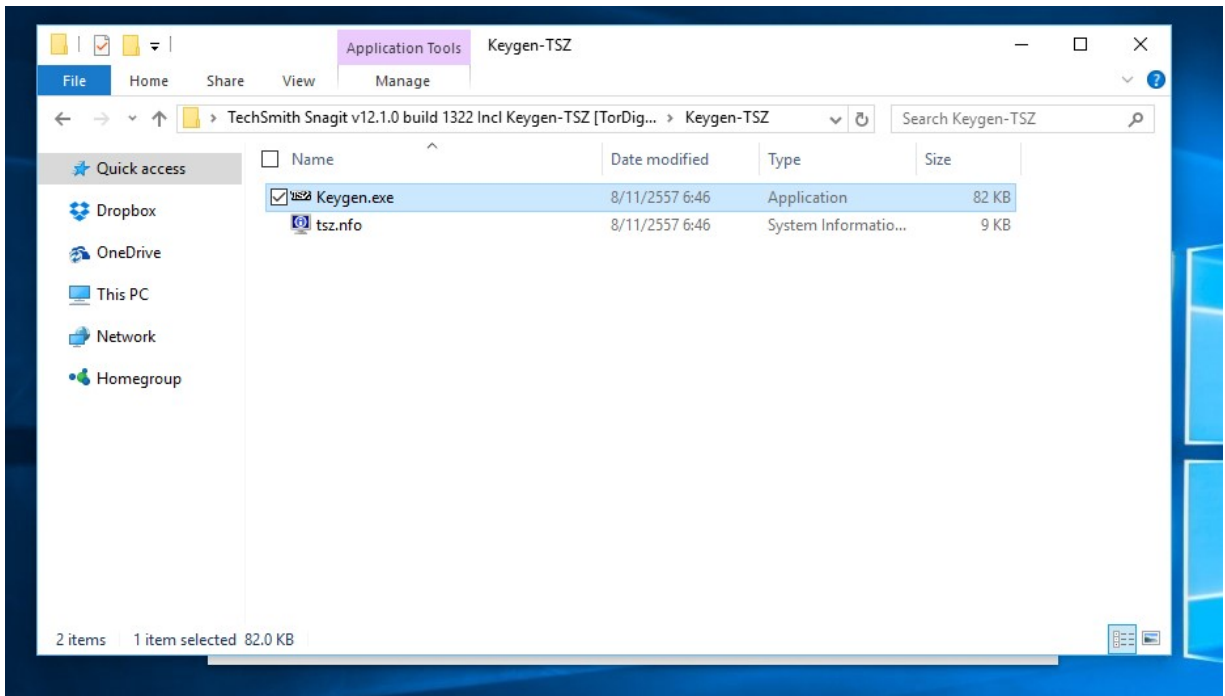 Application Tools Keygen-TSZ
File Home Share View Manage
TechSmith Snagit v12.1.0 build 1322 Incl Keygen-TSZ [TorDig... › Keygen-TSZ Search Keygen-TSZ
Name Date modified Type Size
Quick access
Keygen.exe 8/11/2557 6:46 Application 82 KB
Dropbox
tsz.nfo 8/11/2557 6:46 System Informatio... 9 KB
OneDrive
This PC
Network
Homegroup
2 items 1 item selected 82.0 KB